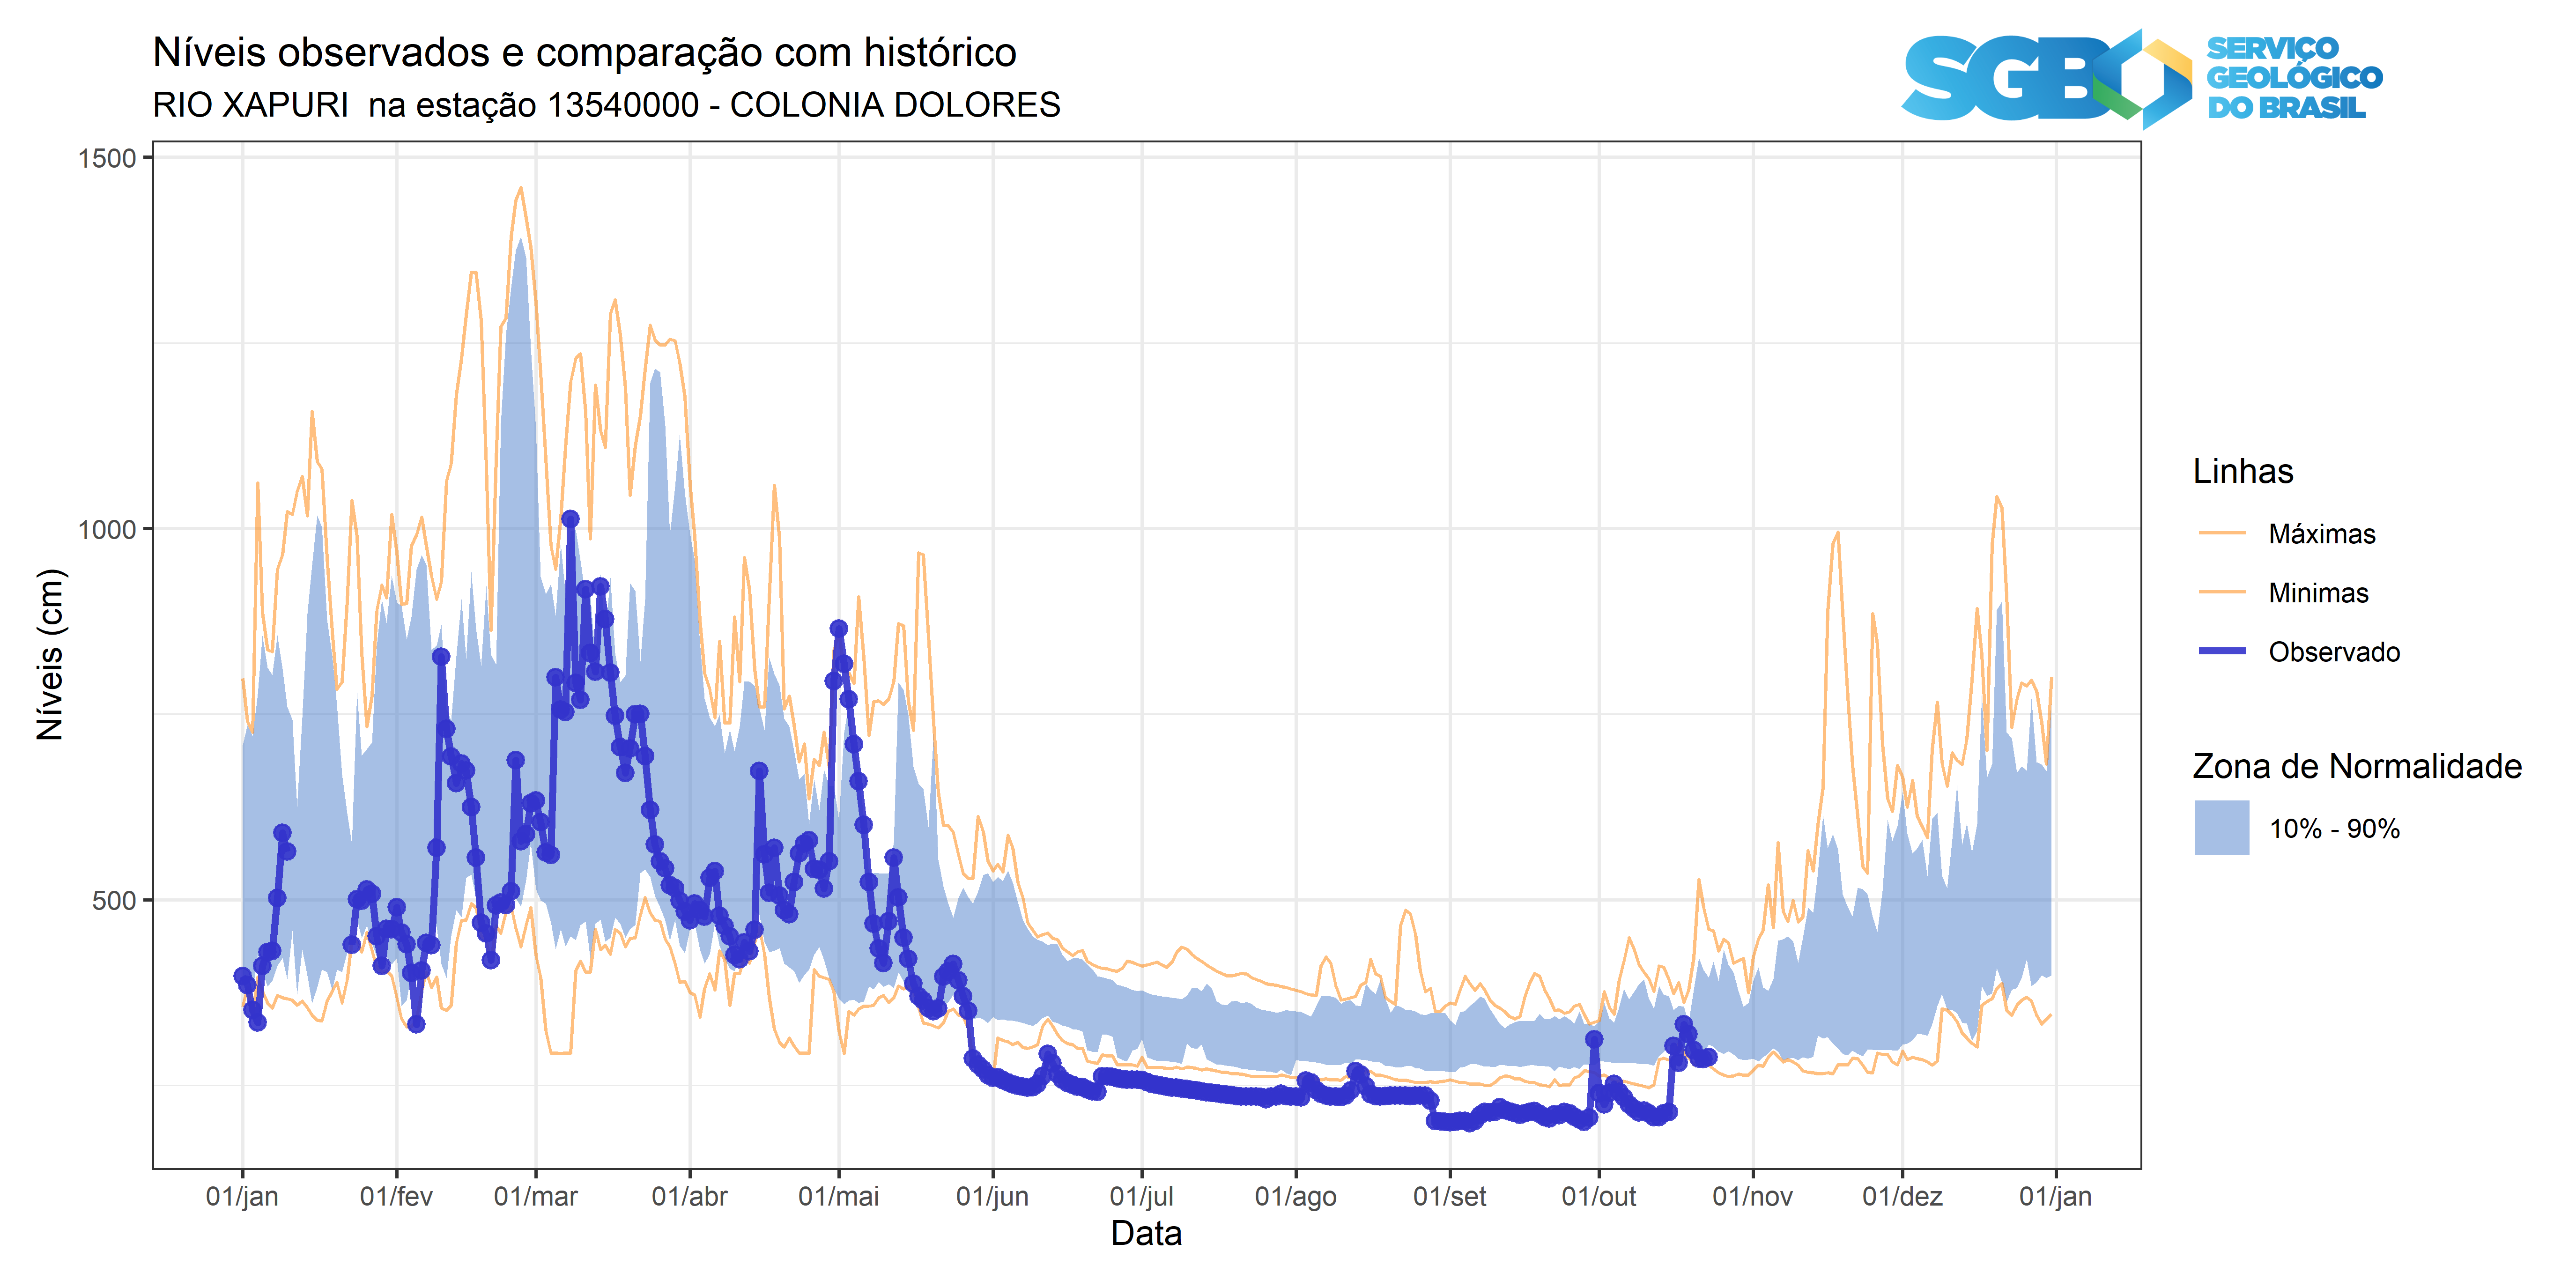 Níveis observados e comparação com histórico
RIO XAPURI na estação 13540000 - COLONIA DOLORES
SGB
SERVIÇO
GEOLÓGICO
DO BRASIL
1500
1000
500
Níveis (cm)
01/jan 01/fev 01/mar 01/abr 01/mai 01/jun 01/jul 01/ago 01/set 01/out 01/nov 01/dez 01/jan
Data
Linhas
Máximas
Minimas
Observado
Zona de Normalidade
10% - 90%